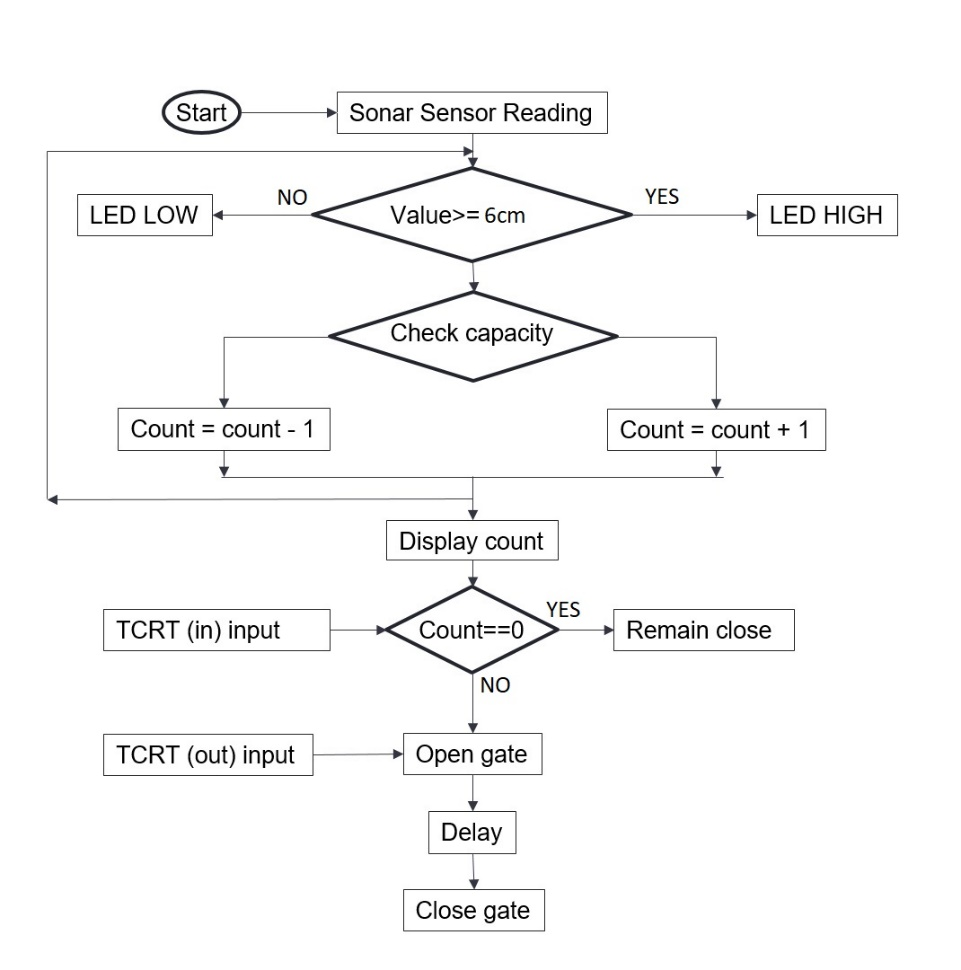 Start
Sonar Sensor Reading
NO
YES
LED LOW
Value>= 6cm
LED HIGH
Check capacity
Count = count - 1
Count = count + 1
Display count
YES
TCRT (in) input
Count==0
Remain close
NO
TCRT (out) input
Open gate
Delay
Close gate